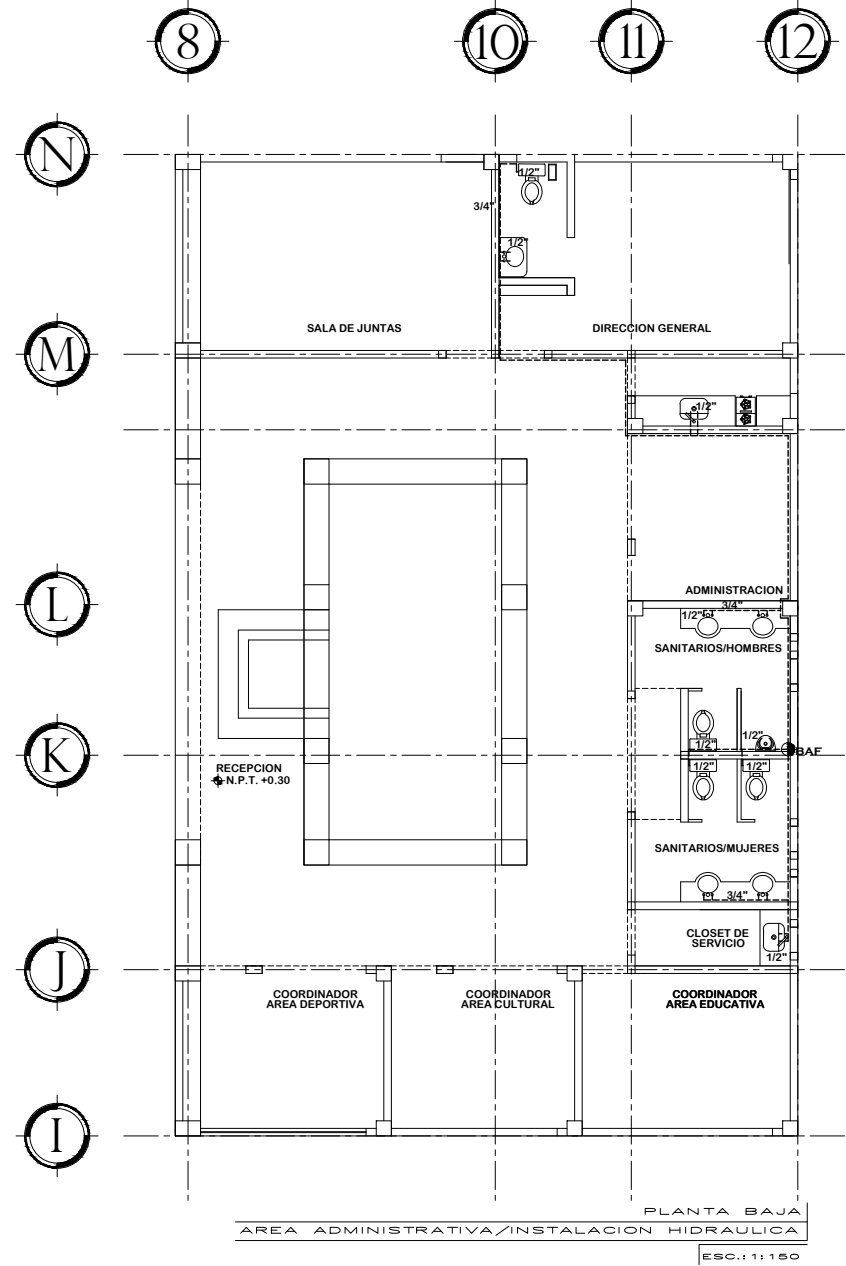 8
10
11
12
N
1/2"
3/4"
1/2"
SALA DE JUNTAS
DIRECCION GENERAL
M
1/2"
L
ADMINISTRACION
3/4"
1/2"
SANITARIOS/HOMBRES
K
1/2"
1/2"
BAF
RECEPCION
N.P.T. +0.30
1/2"
1/2"
SANITARIOS/MUJERES
3/4"
CLOSET DE
SERVICIO
1/2"
J
COORDINADOR
AREA DEPORTIVA
COORDINADOR
AREA CULTURAL
COORDINADOR
AREA EDUCATIVA
I
PLANTA BAJA
AREA ADMINISTRATIVA/INSTALACION HIDRAULICA
ESC.: 1: 150